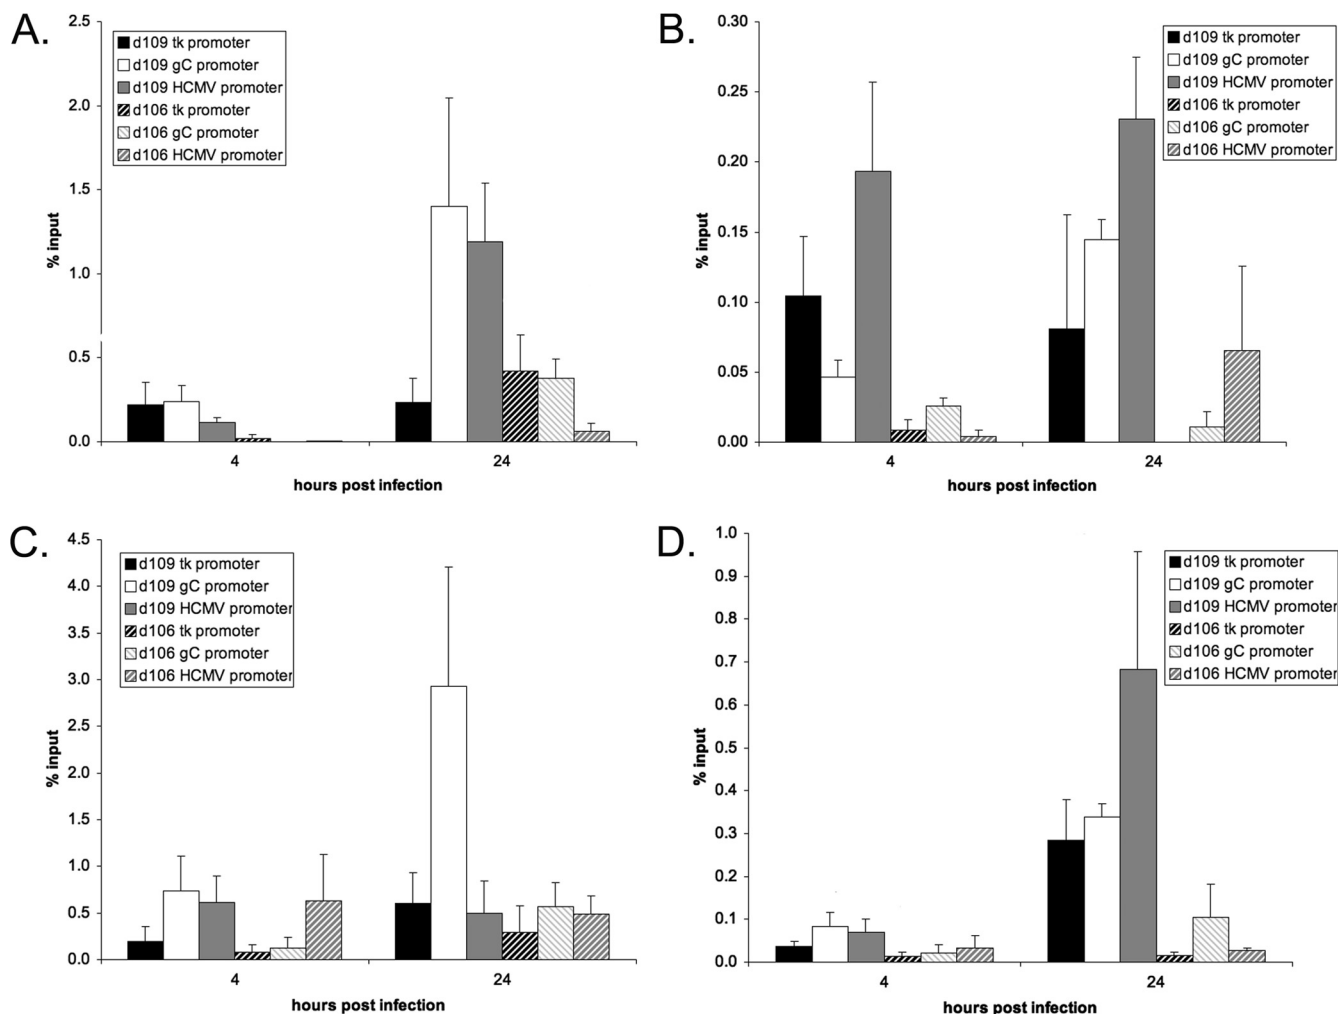 A.
2.5
2.0
1.5
1.0
0.5
0.0
% input
d109 tk promoter
d109 gC promoter
d109 HCMV promoter
d106 tk promoter
d106 gC promoter
d106 HCMV promoter
4
24
hours post infection
B.
0.30
0.25
0.20
0.15
0.10
0.05
0.00
% input
d109 tk promoter
d109 gC promoter
d109 HCMV promoter
d106 tk promoter
d106 gC promoter
d106 HCMV promoter
4
24
hours post infection
C.
4.5
4.0
3.5
3.0
2.5
2.0
1.5
1.0
0.5
0.0
% input
d109 tk promoter
d109 gC promoter
d109 HCMV promoter
d106 tk promoter
d106 gC promoter
d106 HCMV promoter
4
24
hours post infection
D.
1.0
0.9
0.8
0.7
0.6
0.5
0.4
0.3
0.2
0.1
0.0
% input
d109 tk promoter
d109 gC promoter
d109 HCMV promoter
d106 tk promoter
d106 gC promoter
d106 HCMV promoter
4
24
hours post infection